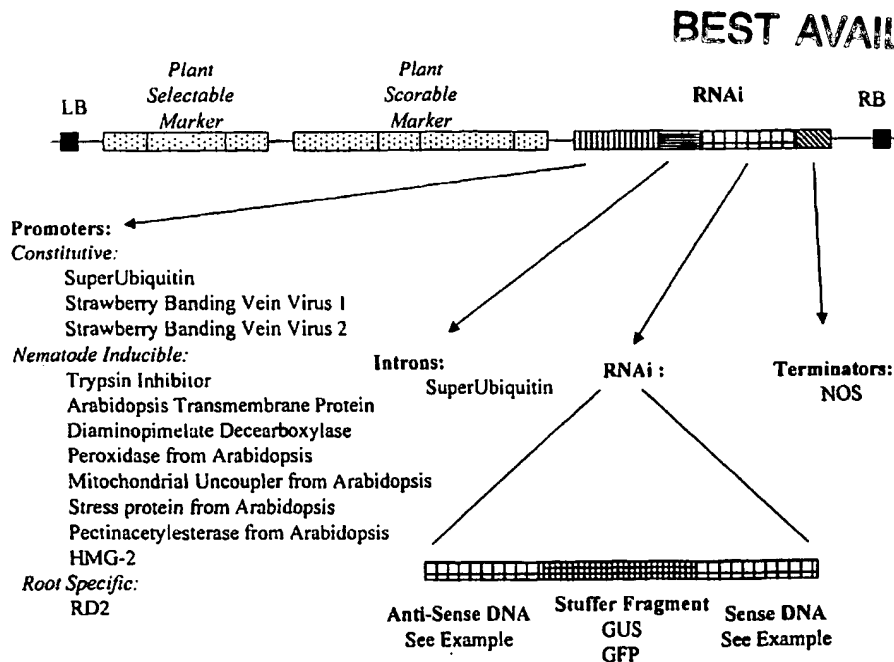 BEST AVAIL
Plant
Selectable
Marker
Plant
Scorable
Marker
LB
RNAi
RB
Promoters:
Constitutive:
SuperUbiquitin
Strawberry Banding Vein Virus 1
Strawberry Banding Vein Virus 2
Nematode Inducible:
Trypsin Inhibitor
Arabidopsis Transmembrane Protein
Diaminopimelate Decearboxylase
Peroxidase from Arabidopsis
Mitochondrial Uncoupler from Arabidopsis
Stress protein from Arabidopsis
Pectinacetylesterase from Arabidopsis
HMG-2
Root Specific:
RD2
Introns:
SuperUbiquitin
RNAi :
Terminators:
NOS
Anti-Sense DNA
See Example
Stuffer Fragment
GUS
GFP
Sense DNA
See Example